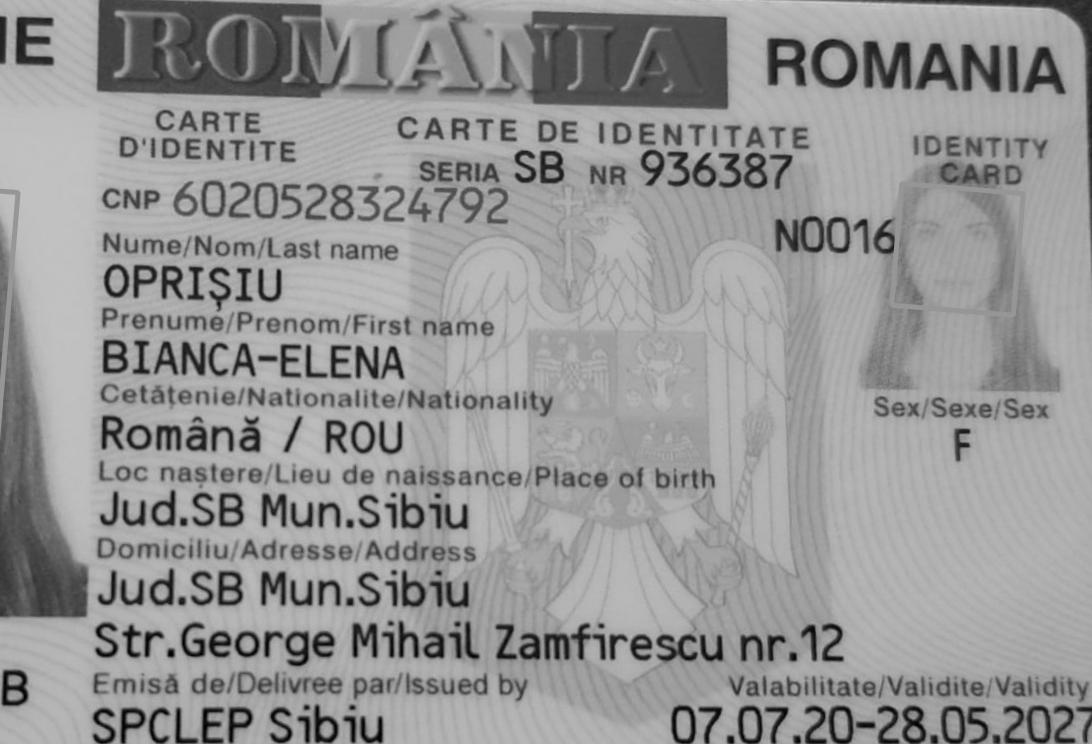 IE
ROMÂNIA
ROMANIA
CARTE D'IDENTITE
CARTE DE IDENTITATE
IDENTITY CARD
SERIA SB NR 936387
CNP 6020528324792
N0016
Nume/Nom/Last name
OPRIȘIU
Prenume/Prenom/First name
BIANCA-ELENA
Cetățenie/Nationalite/Nationality
Română / ROU
Sex/Sexe/Sex
F
Loc naștere/Lieu de naissance/Place of birth
Jud.SB Mun.Sibiu
Domiciliu/Adresse/Address
Jud.SB Mun.Sibiu
Str.George Mihail Zamfirescu nr.12
B
Emisă de/Delivree par/Issued by
Valabilitate/Validite/Validity
SPCLEP Sibiu
07.07.20-28.05.2027